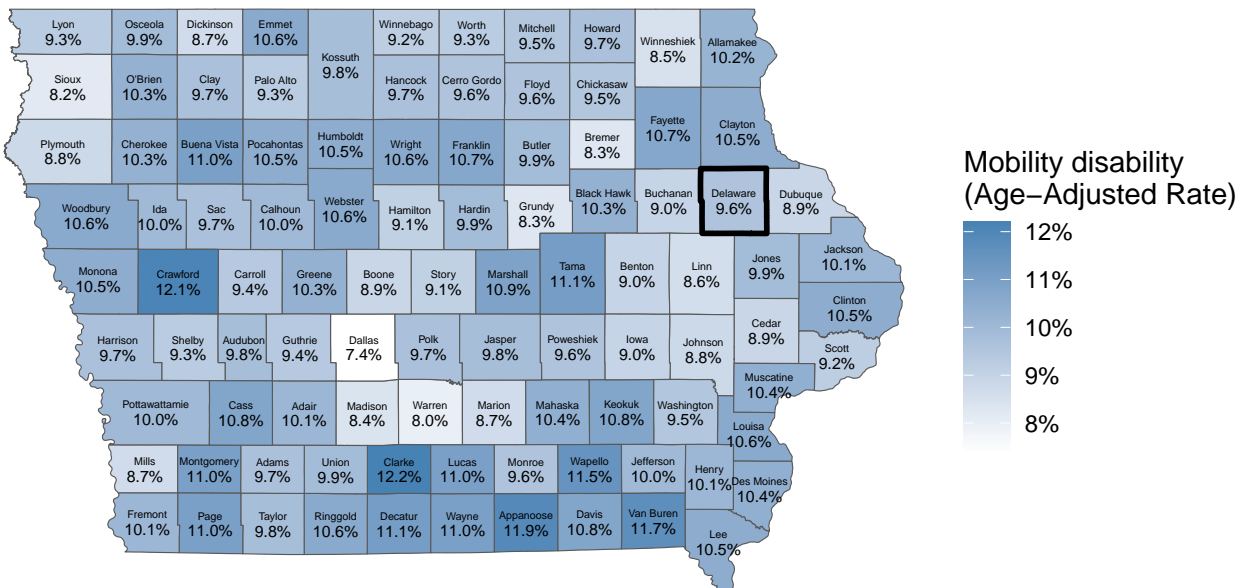 Lyon
9.3%
Osceola
9.9%
Dickinson
8.7%
Emmet
10.6%
Kossuth
9.8%
Winnebago
9.2%
Worth
9.3%
Mitchell
9.5%
Howard
9.7%
Winneshiek
8.5%
Allamakee
10.2%
Sioux
8.2%
O'Brien
10.3%
Clay
9.7%
Palo Alto
9.3%
Hancock
9.7%
Cerro Gordo
9.6%
Floyd
9.6%
Chickasaw
9.5%
Fayette
10.7%
Clayton
10.5%
Plymouth
8.8%
Cherokee
10.3%
Buena Vista
11.0%
Pocahontas
10.5%
Humboldt
10.5%
Wright
10.6%
Franklin
10.7%
Butler
9.9%
Bremer
8.3%
Woodbury
10.6%
Ida
10.0%
Sac
9.7%
Calhoun
10.0%
Webster
10.6%
Hamilton
9.1%
Hardin
9.9%
Grundy
8.3%
Black Hawk
10.3%
Buchanan
9.0%
Delaware
9.6%
Dubuque
8.9%
Monona
10.5%
Crawford
12.1%
Carroll
9.4%
Greene
10.3%
Boone
8.9%
Story
9.1%
Marshall
10.9%
Tama
11.1%
Benton
9.0%
Linn
8.6%
Jones
9.9%
Jackson
10.1%
Clinton
10.5%
Harrison
9.7%
Shelby
9.3%
Audubon
9.8%
Guthrie
9.4%
Dallas
7.4%
Polk
9.7%
Jasper
9.8%
Poweshiek
9.6%
Iowa
9.0%
Johnson
8.8%
Cedar
8.9%
Scott
9.2%
Muscatine
10.4%
Pottawattamie
10.0%
Cass
10.8%
Adair
10.1%
Madison
8.4%
Warren
8.0%
Marion
8.7%
Mahaska
10.4%
Keokuk
10.8%
Washington
9.5%
Louisa
10.6%
Mills
8.7%
Montgomery
11.0%
Adams
9.7%
Union
9.9%
Clarke
12.2%
Lucas
11.0%
Monroe
9.6%
Wapello
11.5%
Jefferson
10.0%
Henry
10.1%
Des Moines
10.4%
Fremont
10.1%
Page
11.0%
Taylor
9.8%
Ringgold
10.6%
Decatur
11.1%
Wayne
11.0%
Appanoose
11.9%
Davis
10.8%
Van Buren
11.7%
Lee
10.5%
Mobility disability
(Age−Adjusted Rate)
12%
11%
10%
9%
8%